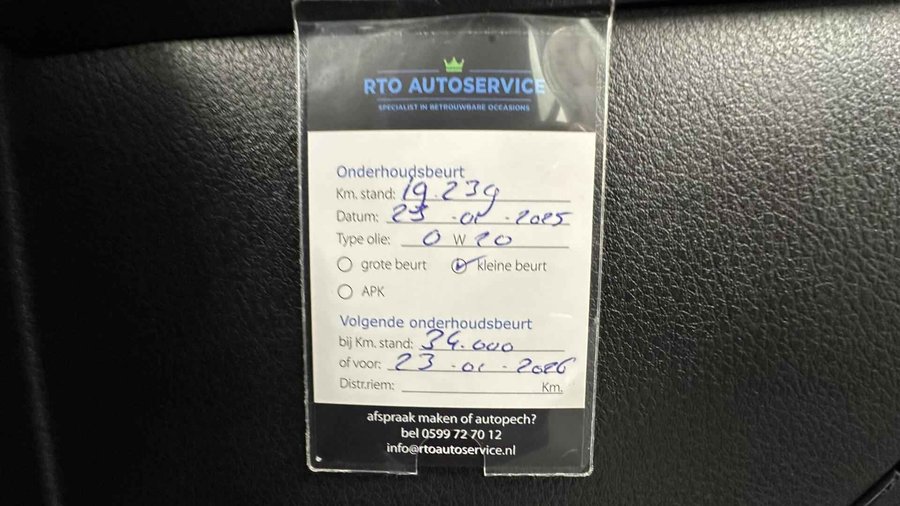 RTO AUTOSERVICE
SPECIALIST IN BETROUWBARE OCCASIONS
Onderhoudsbeurt
Km. stand: 19.239
Datum: 23 -01 - 2025
Type olie: 0 W 20
grote beurt kleine beurt
APK
Volgende onderhoudsbeurt
bij Km. stand: 34.000
of voor: 23 -01 - 2026
Distr.riem: Km.
afspraak maken of autopech?
bel 0599 72 70 12
info@rtoautoservice.nl